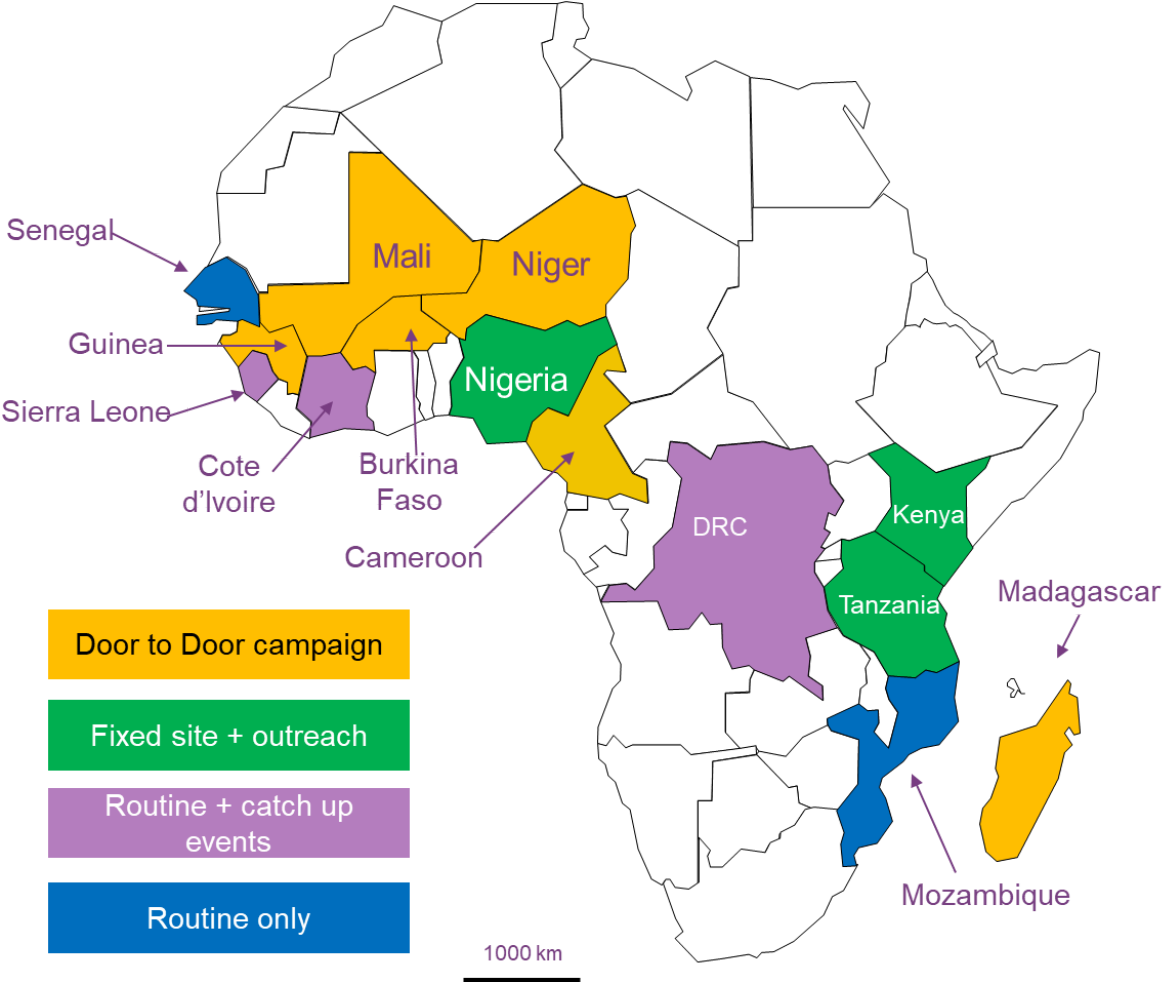 Senegal
Mali
Niger
Guinea
Nigeria
Sierra Leone
Cote
d’Ivoire
Burkina
Faso
Cameroon
DRC
Kenya
Tanzania
Madagascar
Mozambique
Door to Door campaign
Fixed site + outreach
Routine + catch up
events
Routine only
1000 km